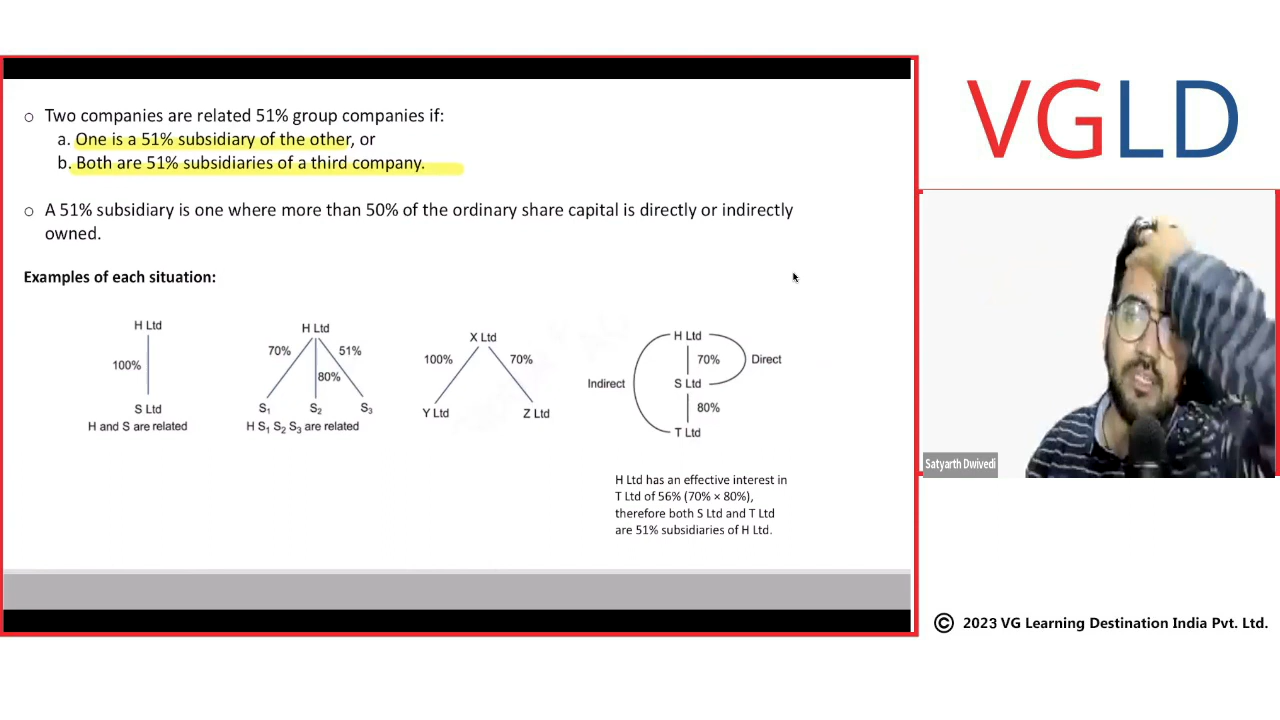 VGLD
○ Two companies are related 51% group companies if:
a. One is a 51% subsidiary of the other, or
b. Both are 51% subsidiaries of a third company.
○ A 51% subsidiary is one where more than 50% of the ordinary share capital is directly or indirectly
owned.
Examples of each situation:
H Ltd
100%
S Ltd
H and S are related
H Ltd
70% 51%
80%
S₁ S₂ S₃
H S₁ S₂ S₃ are related
X Ltd
100% 70%
Y Ltd Z Ltd
H Ltd
70% Direct
Indirect S Ltd
80%
T Ltd
H Ltd has an effective interest in
T Ltd of 56% (70% × 80%),
therefore both S Ltd and T Ltd
are 51% subsidiaries of H Ltd.
Satyarth Dwivedi
© 2023 VG Learning Destination India Pvt. Ltd.